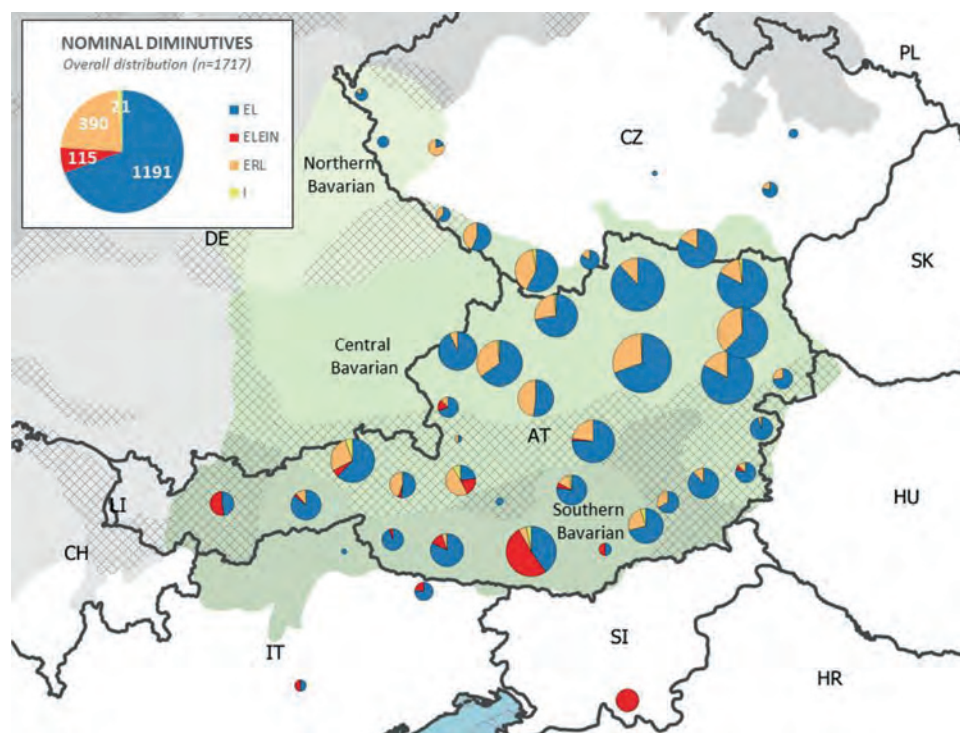 NOMINAL DIMINUTIVES
Overall distribution (n=1717)
21
390
115
1191
EL
ELEIN
ERL
I
PL
CZ
Northern
Bavarian
DE
SK
Central
Bavarian
AT
LI
Southern
Bavarian
HU
CH
SI
IT
HR